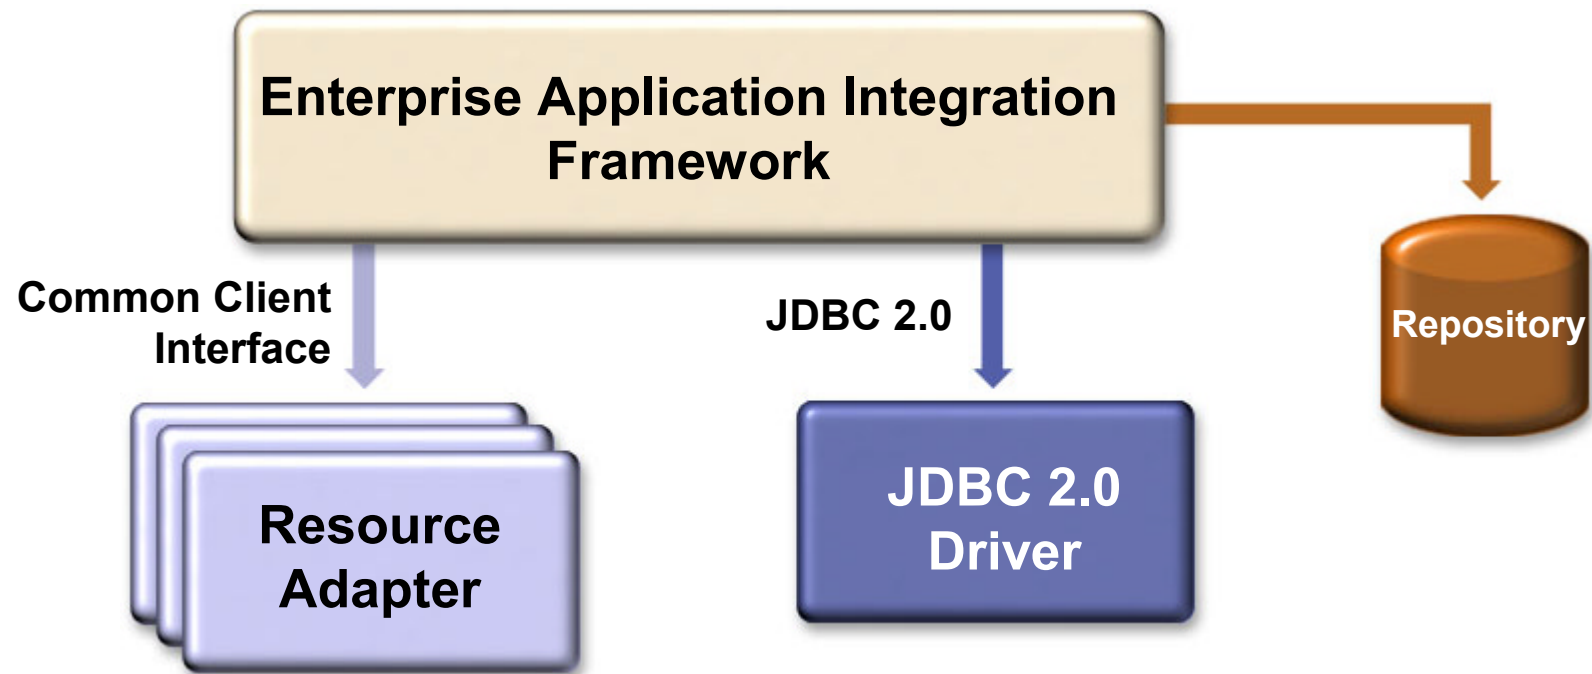 Enterprise Application Integration
Framework
Common Client
Interface
JDBC 2.0
Repository
Resource
Adapter
JDBC 2.0
Driver